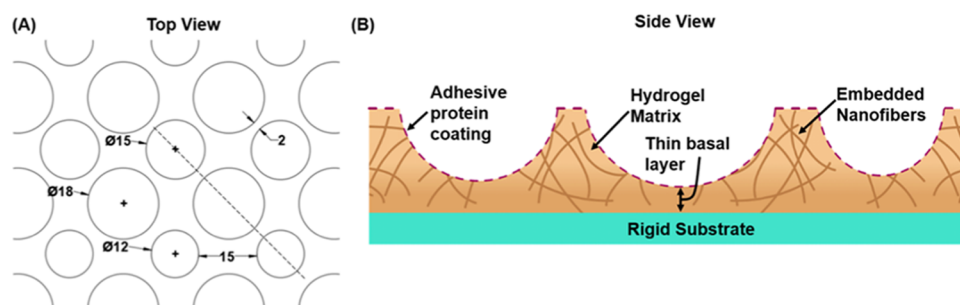 (A)
Top View
2
Ø15
Ø18
Ø12
15
(B)
Side View
Adhesive
protein
coating
Hydrogel
Matrix
Thin basal
layer
Embedded
Nanofibers
Rigid Substrate